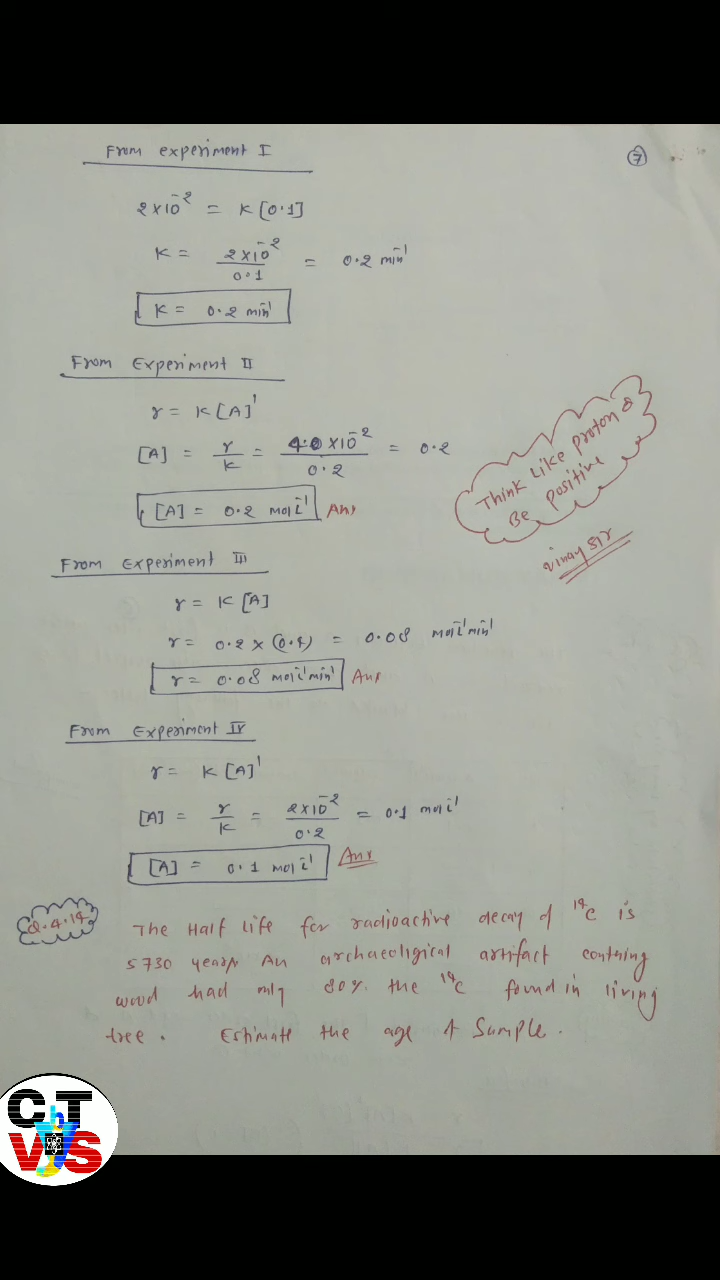 From experiment I
⑦
2×10⁻² = K[0.1]
K = 2×10⁻² / 0.1 = 0.2 min⁻¹
K = 0.2 min⁻¹
From Experiment II
r = K[A]¹
[A] = r/k = 4.0×10⁻² / 0.2 = 0.2
[A] = 0.2 mol L⁻¹ Ans
Think Like proton &
Be positive
Vinay Sir
From Experiment III
r = K[A]
r = 0.2 × (0.4) = 0.08 mol L⁻¹ min⁻¹
r = 0.08 mol L⁻¹ min⁻¹ Ans
From Experiment IV
r = K[A]¹
[A] = r/k = 2×10⁻² / 0.2 = 0.1 mol L⁻¹
[A] = 0.1 mol L⁻¹ Ans
Q.4.14 The Half Life for radioactive decay of ¹⁴C is
5730 years An archaeoligical artifact contning
wood had only 80% the ¹⁴C found in living
tree. Estimate the age of Sample.
CT
VS